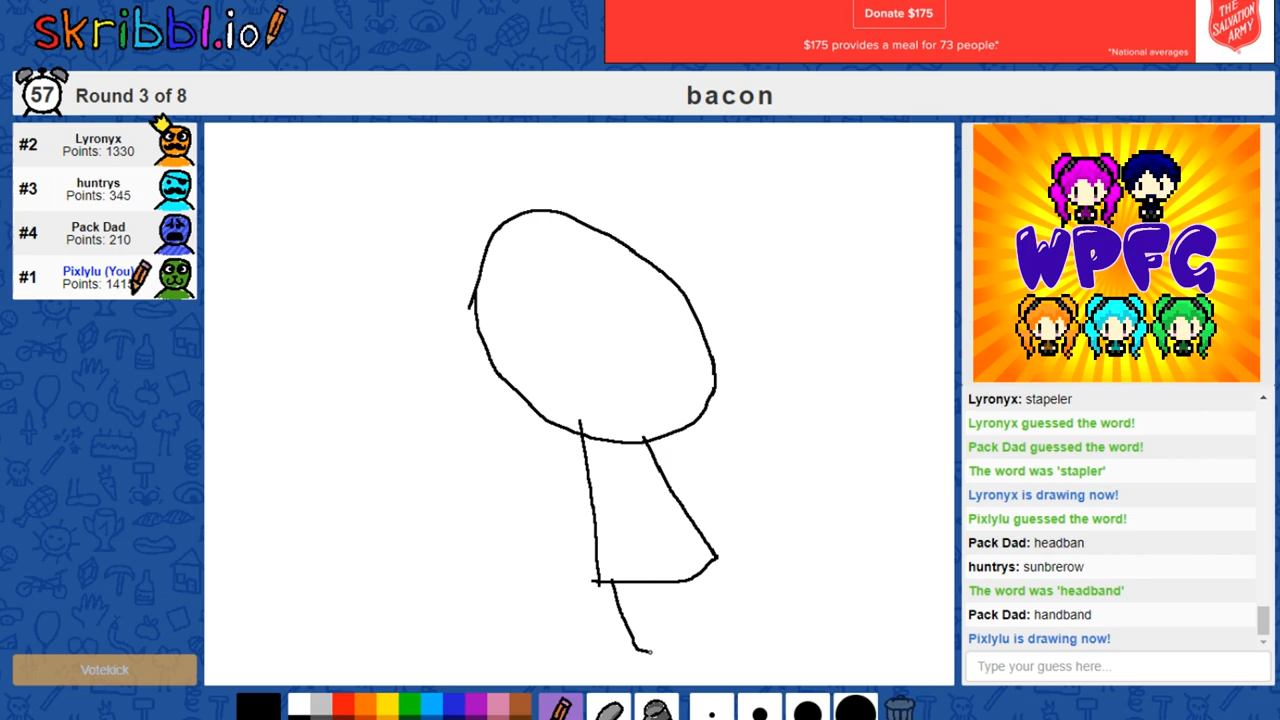 skribbl.io
Donate $175
$175 provides a meal for 73 people.*
*National averages
THE SALVATION ARMY
57
Round 3 of 8
bacon
#2 Lyronyx
Points: 1330
#3 huntrys
Points: 345
#4 Pack Dad
Points: 210
#1 Pixlylu (You)
Points: 1415
WPFG
Lyronyx: stapeler
Lyronyx guessed the word!
Pack Dad guessed the word!
The word was 'stapler'
Lyronyx is drawing now!
Pixlylu guessed the word!
Pack Dad: headban
huntrys: sunbrerow
The word was 'headband'
Pack Dad: handband
Pixlylu is drawing now!
Type your guess here...
Votekick